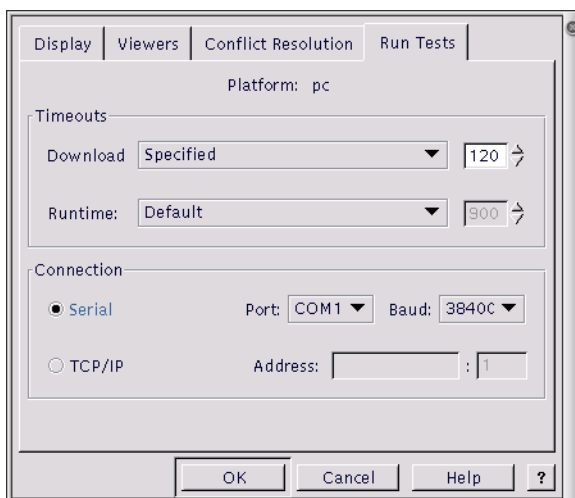 Display Viewers Conflict Resolution Run Tests
Platform: pc
Timeouts
Download Specified 120
Runtime: Default 900
Connection
Serial Port: COM1 Baud: 3840C
TCP/IP Address: : 1
OK Cancel Help ?